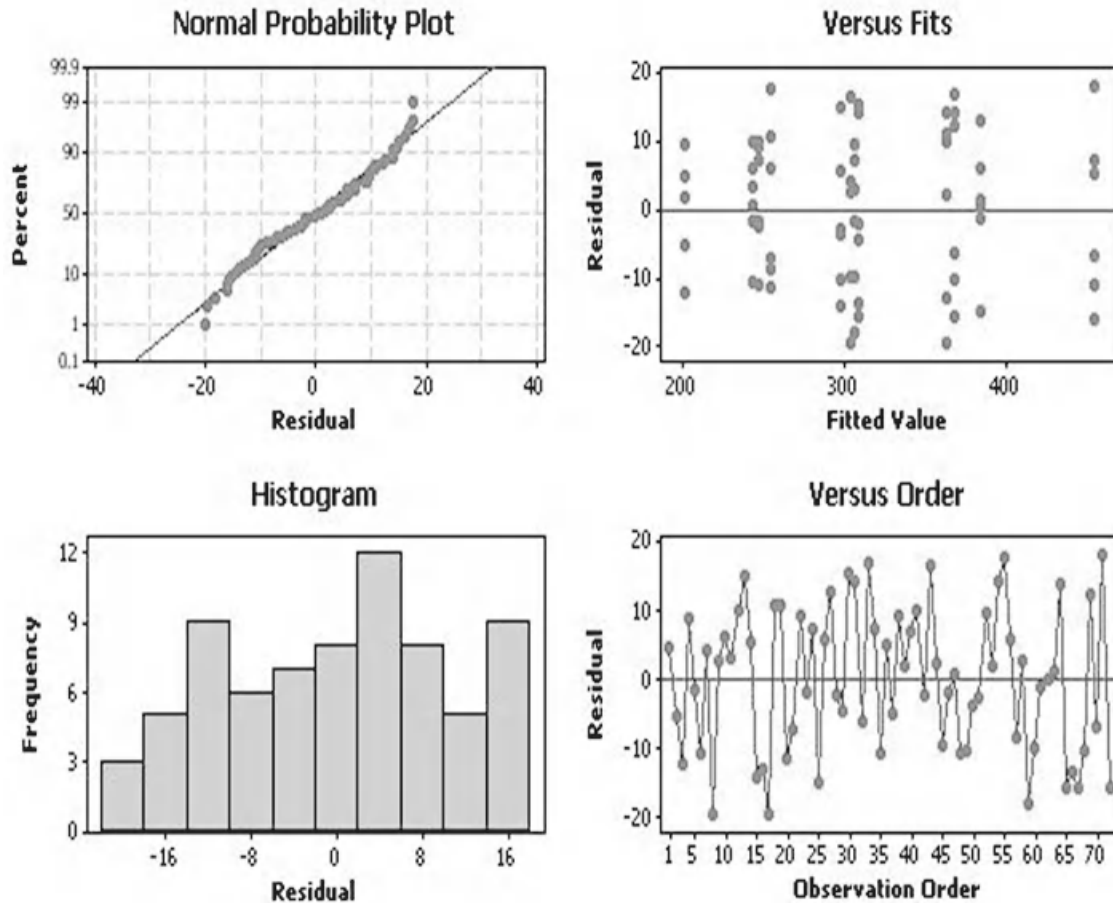 Normal Probability Plot
99.9
99
90
50
10
1
0.1
Percent
-40 -20 0 20 40
Residual
Versus Fits
20
10
0
-10
-20
Residual
200 300 400
Fitted Value
Histogram
12
9
6
3
0
Frequency
-16 -8 0 8 16
Residual
Versus Order
20
10
0
-10
-20
Residual
1 5 10 15 20 25 30 35 40 45 50 55 60 65 70
Observation Order